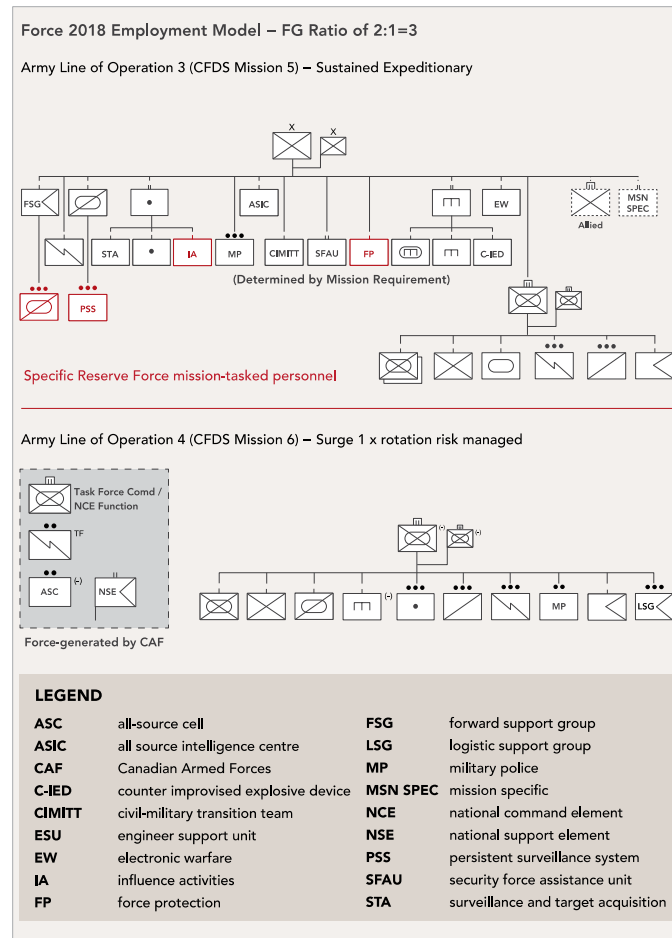 Force 2018 Employment Model – FG Ratio of 2:1=3
Army Line of Operation 3 (CFDS Mission 5) – Sustained Expeditionary
X
X
FSG
ASIC
EW
MSN
SPEC
Allied
STA
IA
MP
CIMITT
SFAU
FP
C-IED
(Determined by Mission Requirement)
PSS
Specific Reserve Force mission-tasked personnel
Army Line of Operation 4 (CFDS Mission 6) – Surge 1 x rotation risk managed
Task Force Comd /
NCE Function
TF
ASC
(-)
NSE
Force-generated by CAF
(-)
(-)
(-)
MP
LSG
LEGEND
ASC all-source cell
ASIC all source intelligence centre
CAF Canadian Armed Forces
C-IED counter improvised explosive device
CIMITT civil-military transition team
ESU engineer support unit
EW electronic warfare
IA influence activities
FP force protection
FSG forward support group
LSG logistic support group
MP military police
MSN SPEC mission specific
NCE national command element
NSE national support element
PSS persistent surveillance system
SFAU security force assistance unit
STA surveillance and target acquisition